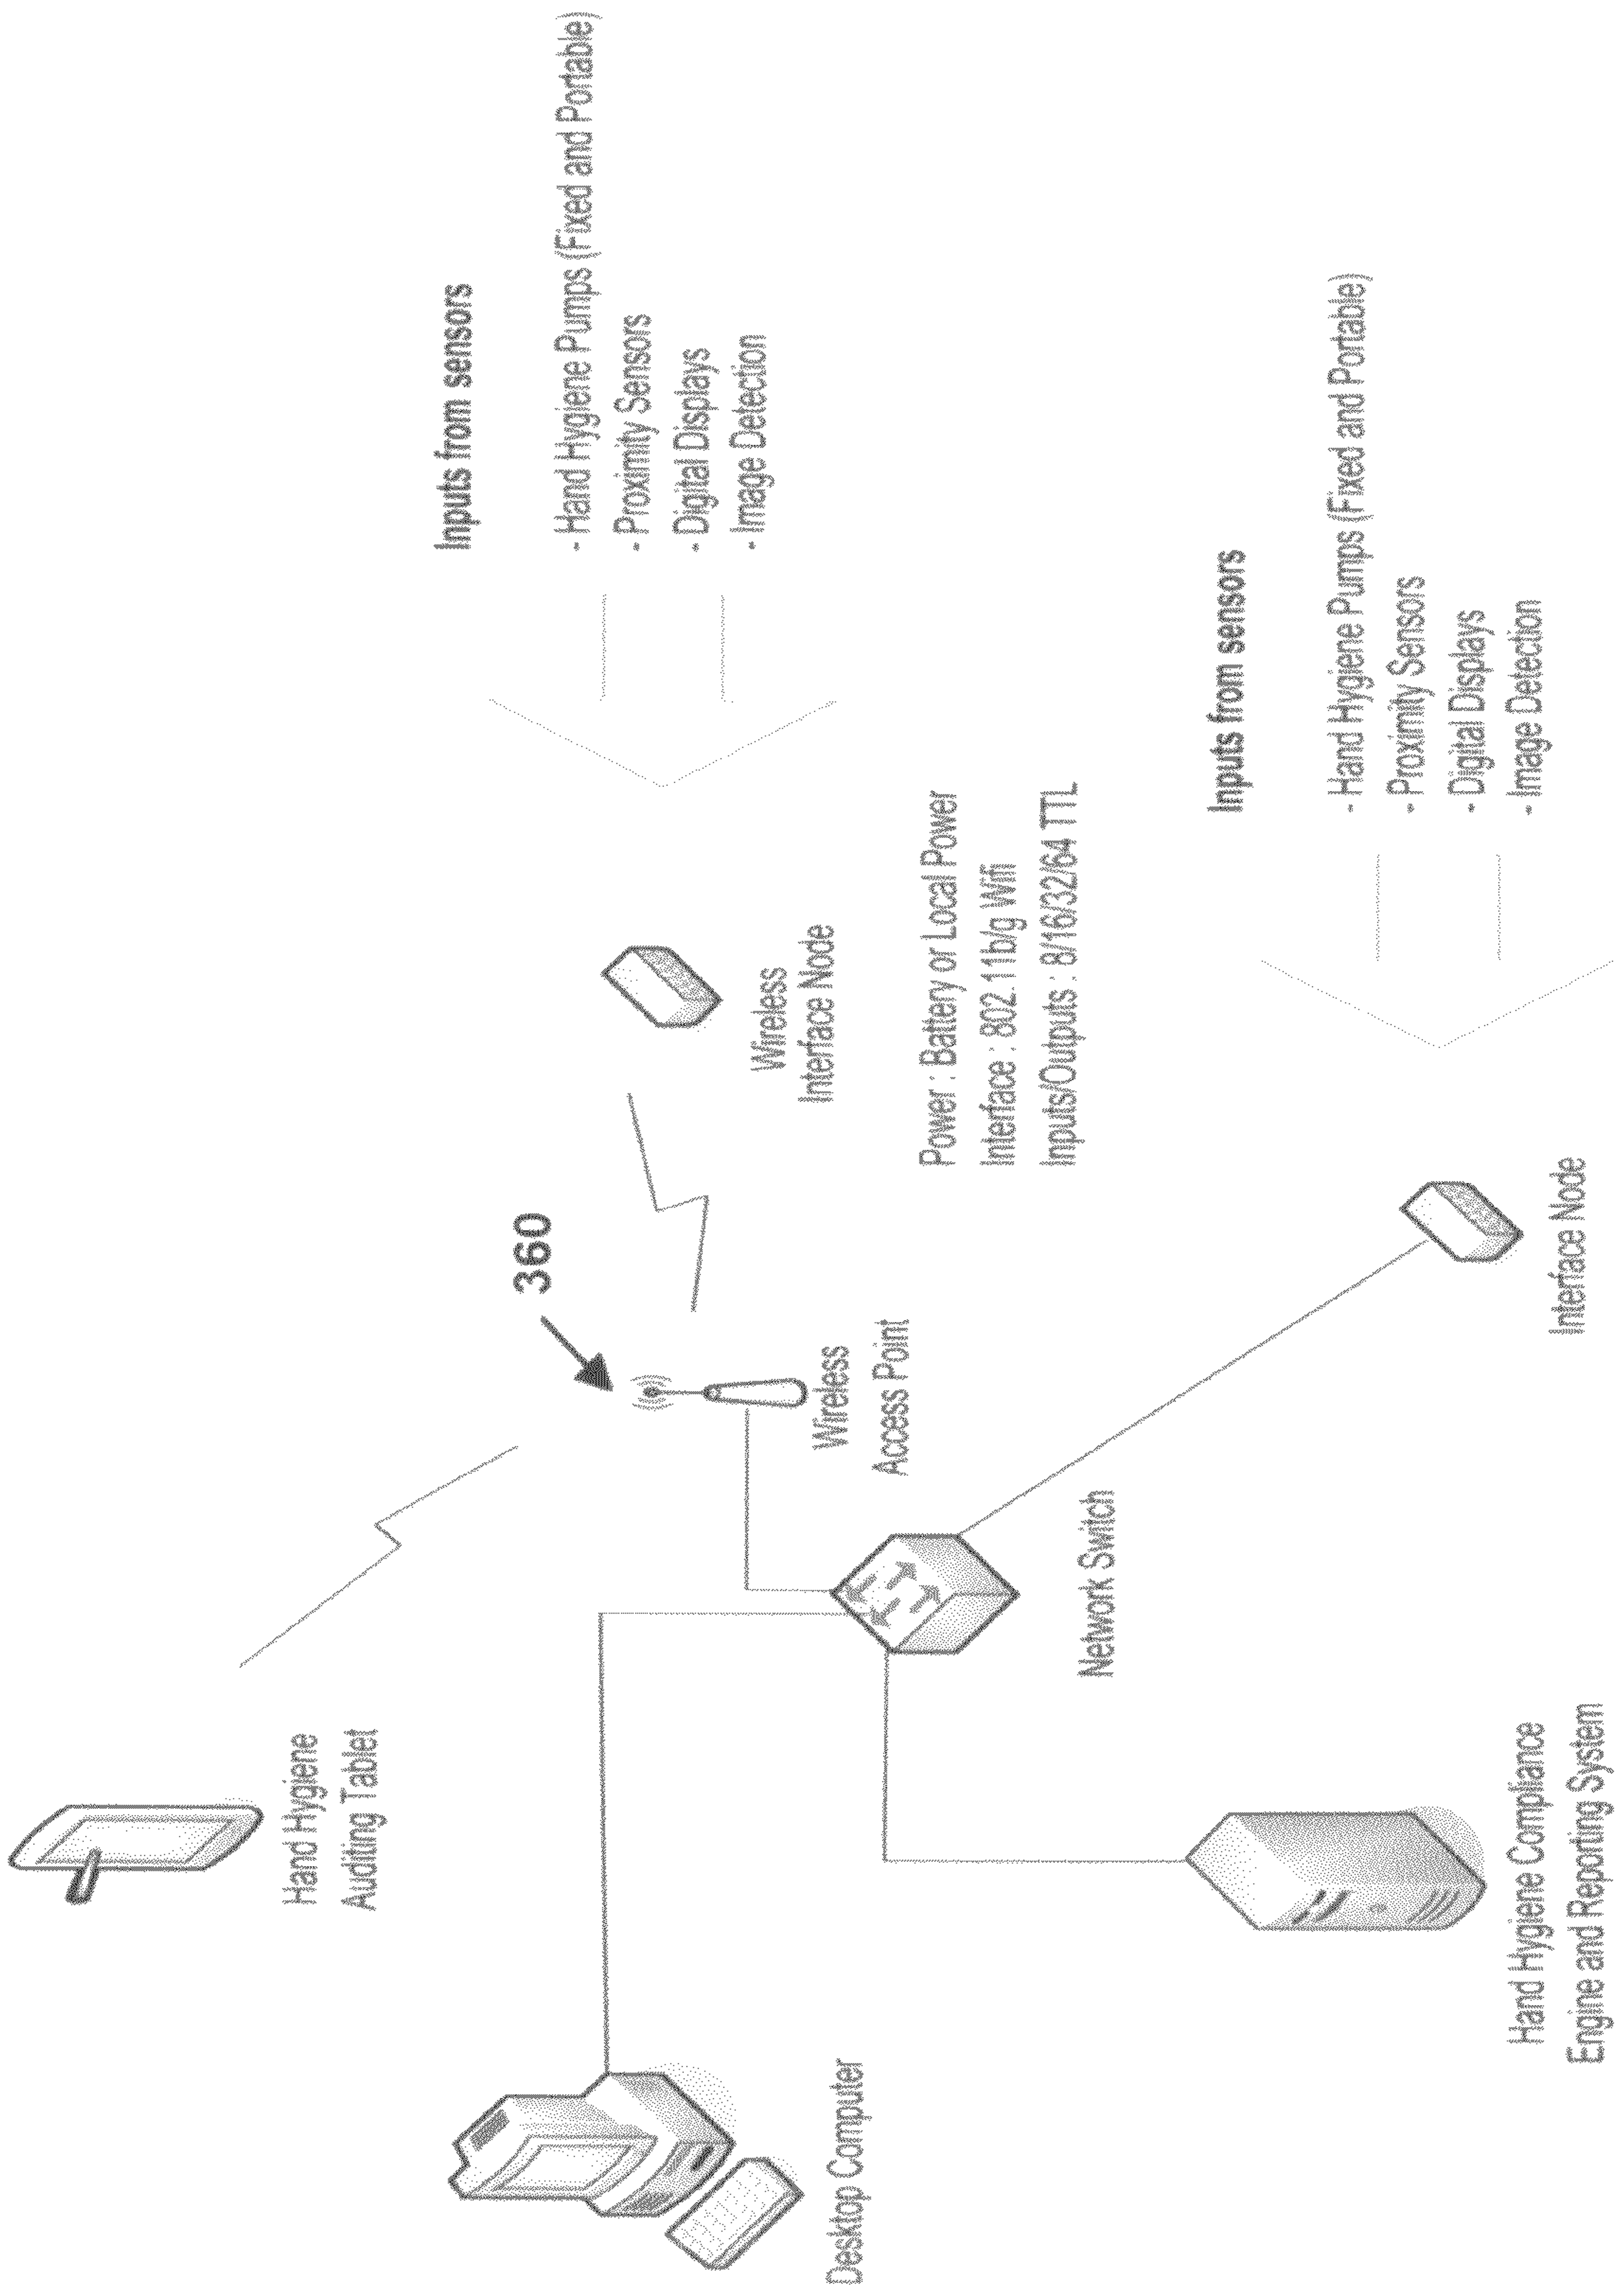 Hand Hygiene
Auditing Tablet
360
Inputs from sensors
- Hand Hygiene Pumps (Fixed and Portable)
- Proximity Sensors
- Digital Displays
- Image Detection
Wireless
Interface Node
Wireless
Access Point
Desktop Computer
Power : Battery or Local Power
Interface : 802.11b/g Wifi
Inputs/Outputs : 8/16/32/64 TTL
Network Switch
Inputs from sensors
- Hand Hygiene Pumps (Fixed and Portable)
- Proximity Sensors
- Digital Displays
- Image Detection
Interface Node
Hand Hygiene Compliance
Engine and Reporting System